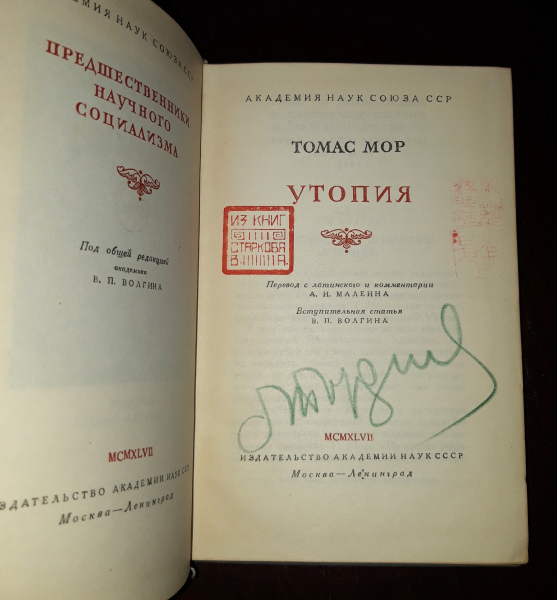 АКАДЕМИЯ НАУК СОЮЗА ССР
ПРЕДШЕСТВЕННИКИ
НАУЧНОГО
СОЦИАЛИЗМА
Под общей редакцией
академика
В. П. ВОЛГИНА
MCMXLVII
ИЗДАТЕЛЬСТВО АКАДЕМИИ НАУК СССР
Москва—Ленинград
АКАДЕМИЯ НАУК СОЮЗА ССР
ТОМАС МОР
УТОПИЯ
ИЗ КНИГ
СТАРКОВА
В. А.
Перевод с латинского и комментарии
А. И. МАЛЕИНА
Вступительная статья
В. П. ВОЛГИНА
MCMXLVII
ИЗДАТЕЛЬСТВО АКАДЕМИИ НАУК СССР
Москва—Ленинград